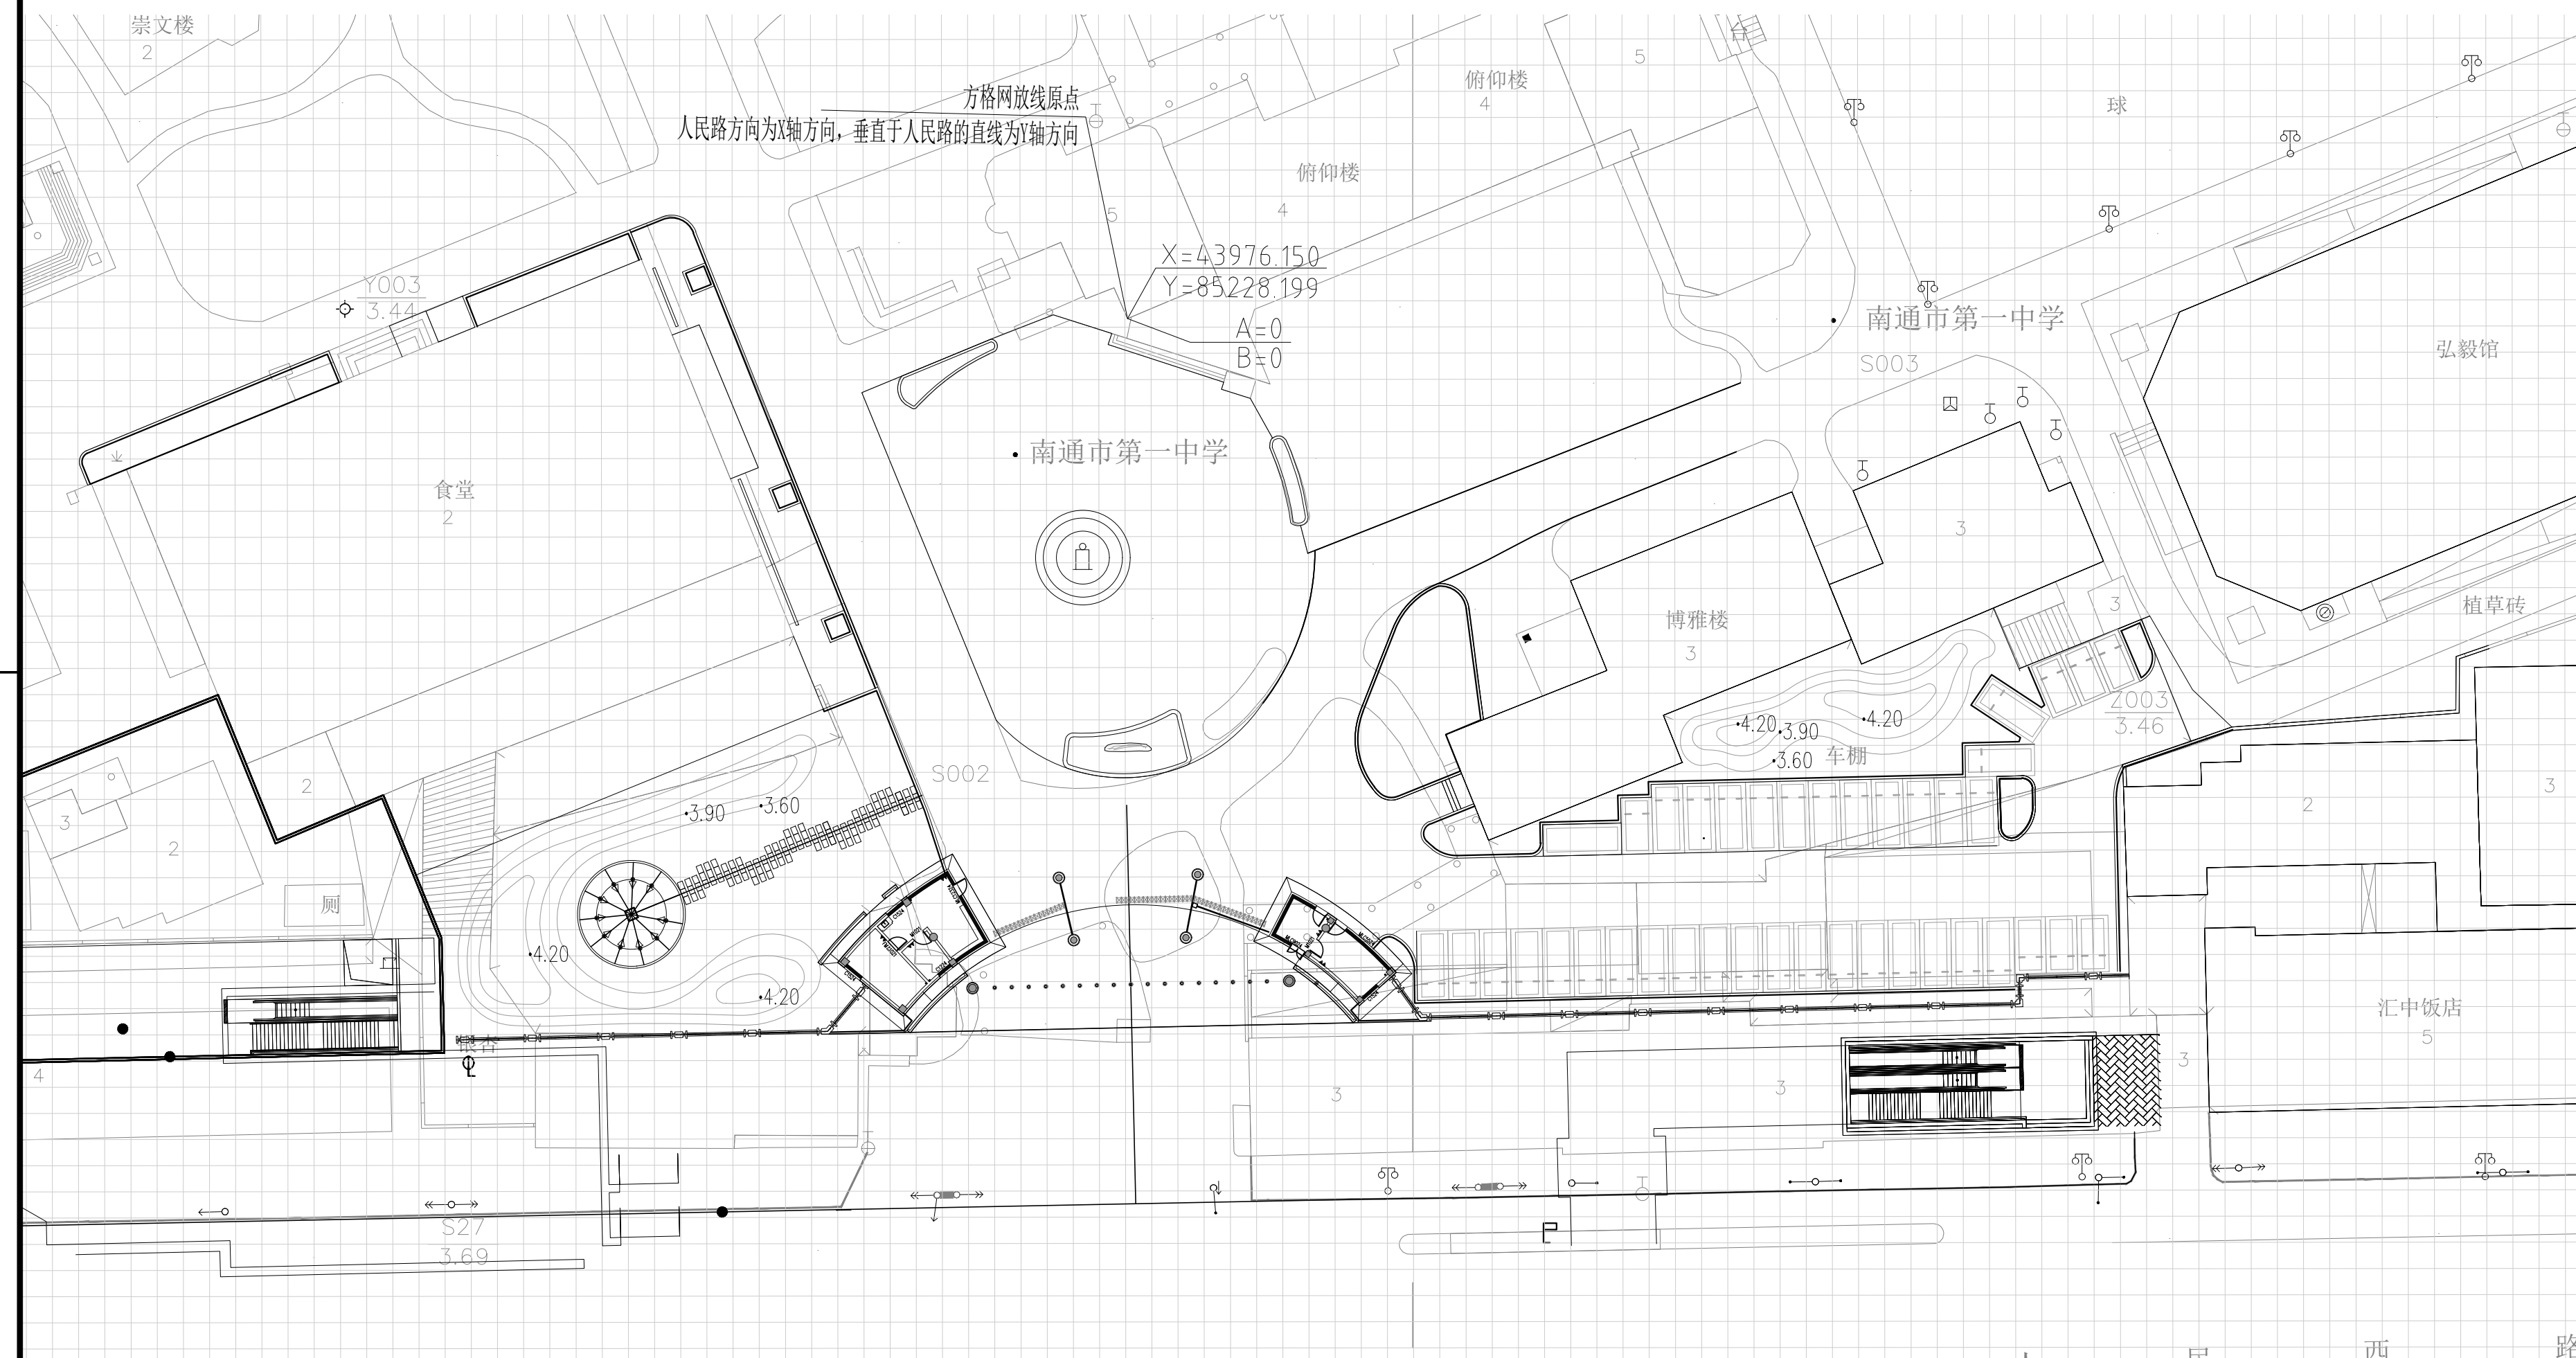 崇文楼
2
俯仰楼
4
5
台
球
方格网放线原点
人民路方向为X轴方向，垂直于人民路的直线为Y轴方向
俯仰楼
4
5
X=43976.150
Y=85228.199
A=0
B=0
Y003
3.44
南通市第一中学
S003
弘毅馆
南通市第一中学
食堂
2
3
博雅楼
3
3
植草砖
Z003
3.46
4.20
3.90
4.20
3.60
车棚
S002
3.90
3.60
2
3
2
厕
2
3
4.20
4.20
汇中饭店
5
4
3
3
3
S27
3.69
P
西
路